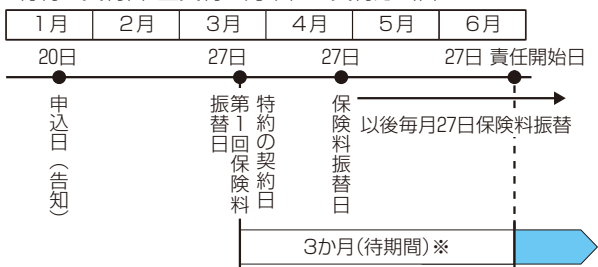 1月 2月 3月 4月 5月 6月
20日 27日 27日 27日 責任開始日
申込日（告知）
第1回保険料
振替日
特約の契約日
保険料振替日
以後毎月27日保険料振替
3か月（待期間）※